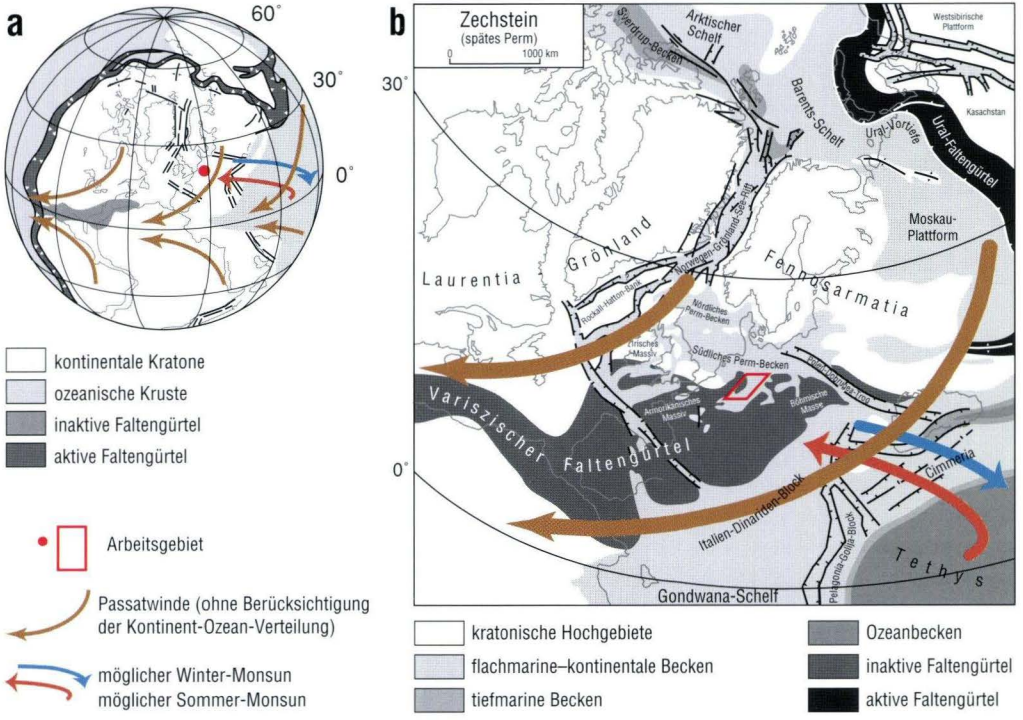 a
60°
30°
0°
kontinentale Kratone
ozeanische Kruste
inaktive Faltengürtel
aktive Faltengürtel
Arbeitsgebiet
Passatwinde (ohne Berücksichtigung
der Kontinent-Ozean-Verteilung)
möglicher Winter-Monsun
möglicher Sommer-Monsun
b
Zechstein
(spätes Perm)
0 1000 km
30°
0°
Arktischer
Schelf
Sverdrup-Becken
Barents-Schelf
Westsibirische
Plattform
Kasachstan
Ural-Vortiefe
Ural-Faltengürtel
Moskau-
Plattform
Laurentia
Grönland
Norwegen-Grönland-See-Rift
Fennosarmatia
Rockall-Hatton-Bank
Nördliches
Perm-Becken
Irisches
Massiv
Südliches Perm-Becken
Armorikanisches
Massiv
Böhmische
Masse
Variszischer Faltengürtel
Cimmeria
Italien-Dinariden-Block
Pelagonia-Golija-Block
Tethys
Gondwana-Schelf
kratonische Hochgebiete
flachmarine–kontinentale Becken
tiefmarine Becken
Ozeanbecken
inaktive Faltengürtel
aktive Faltengürtel